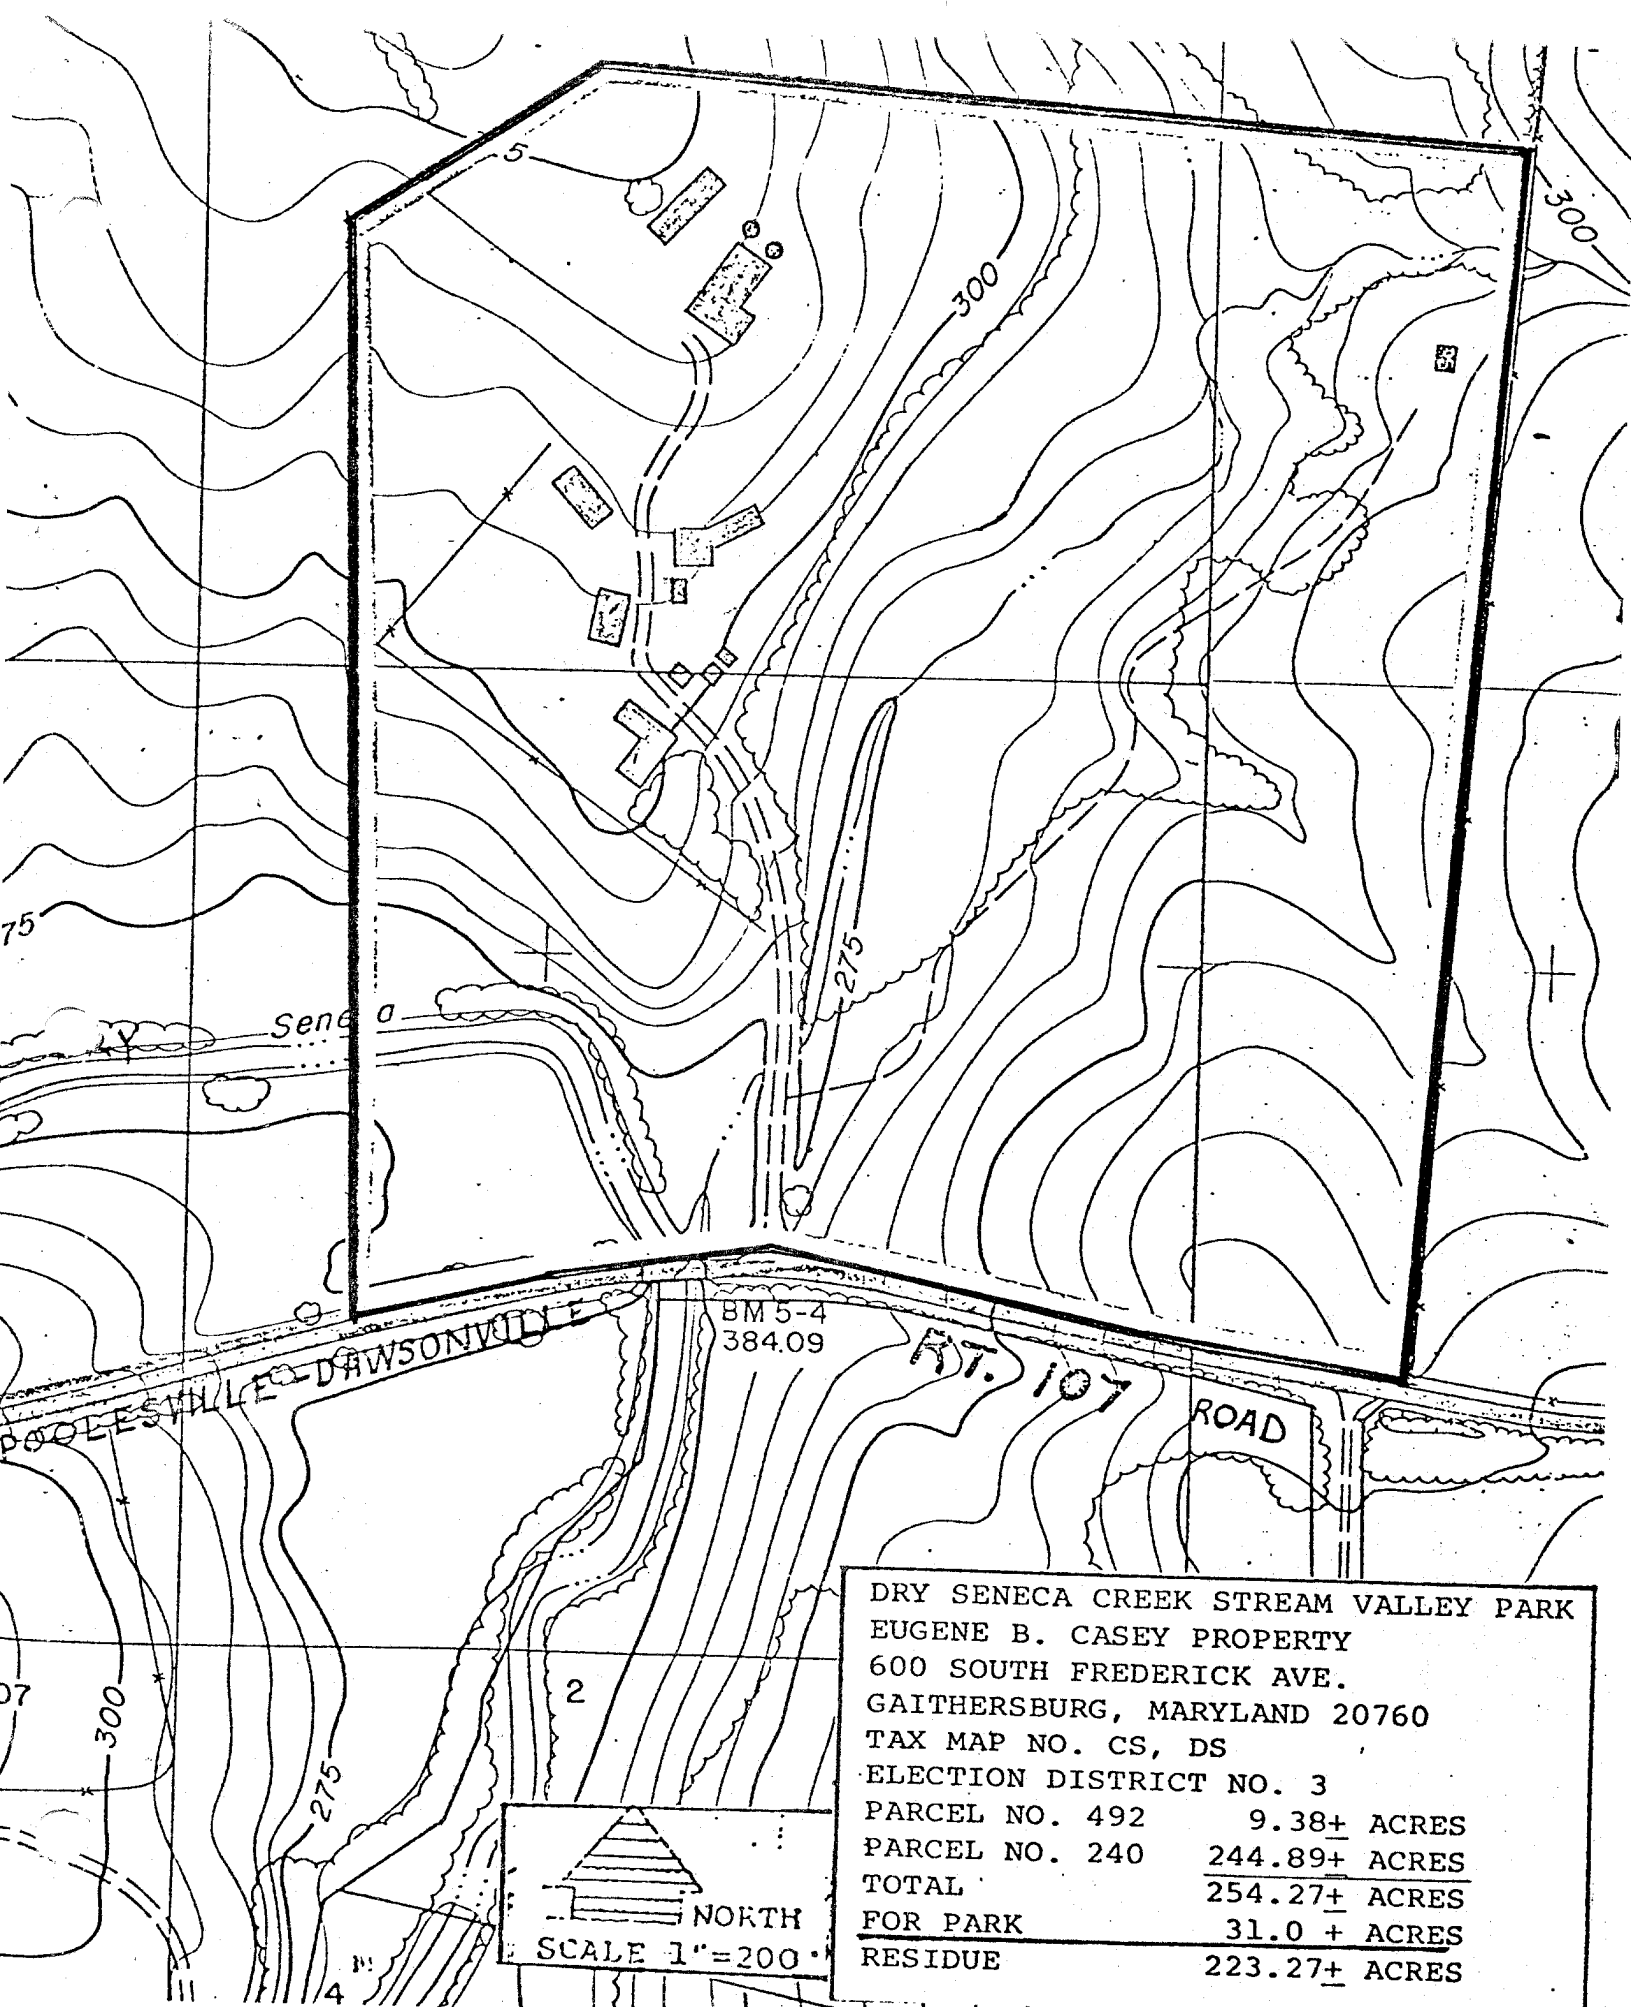 5
300
300
275
75
Seneca
BM 5-4
384.09
POOLESVILLE-DAWSONVILLE
RT. 107
ROAD
07
300
275
2
4
NORTH
SCALE 1"=200'
DRY SENECA CREEK STREAM VALLEY PARK
EUGENE B. CASEY PROPERTY
600 SOUTH FREDERICK AVE.
GAITHERSBURG, MARYLAND 20760
TAX MAP NO. CS, DS
ELECTION DISTRICT NO. 3
PARCEL NO. 492 9.38± ACRES
PARCEL NO. 240 244.89± ACRES
TOTAL 254.27± ACRES
FOR PARK 31.0 + ACRES
RESIDUE 223.27± ACRES